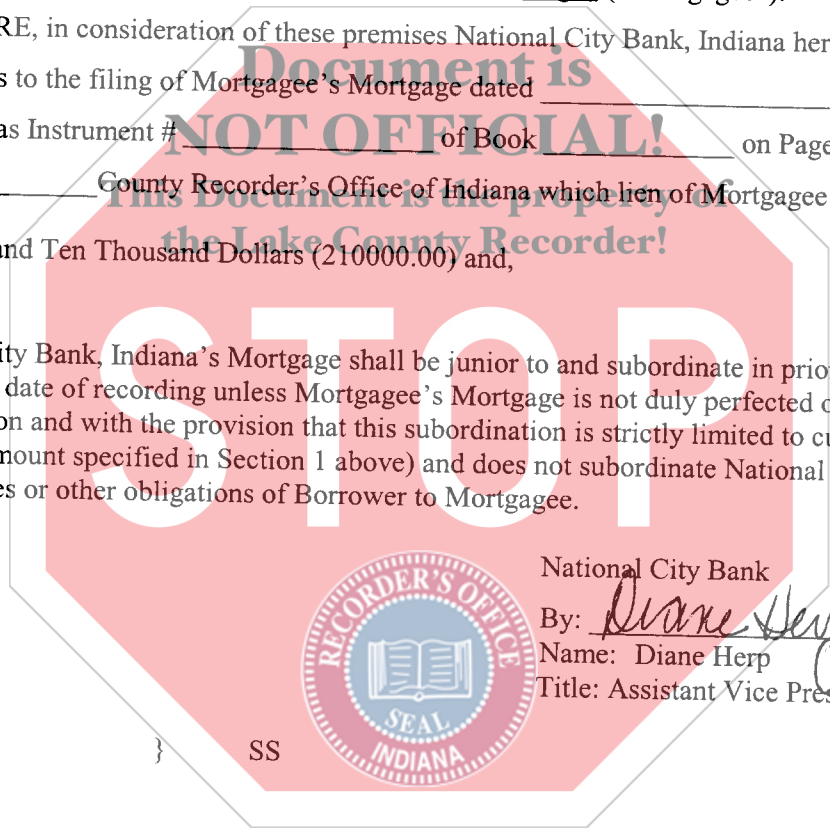 RE, in consideration of these premises National City Bank, Indiana her
Document is
s to the filing of Mortgagee's Mortgage dated
NOT OFFICIAL!
as Instrument # of Book on Page
This Document is the property of
County Recorder's Office of Indiana which lien of Mortgagee
the Lake County Recorder!
and Ten Thousand Dollars (210000.00) and,
STOP
ity Bank, Indiana's Mortgage shall be junior to and subordinate in prio
date of recording unless Mortgagee's Mortgage is not duly perfected o
on and with the provision that this subordination is strictly limited to cu
mount specified in Section 1 above) and does not subordinate National
es or other obligations of Borrower to Mortgagee.
National City Bank
By: Diane Her
Name: Diane Herp
Title: Assistant Vice Pres
RECORDER'S OFFICE
SEAL
INDIANA
} SS